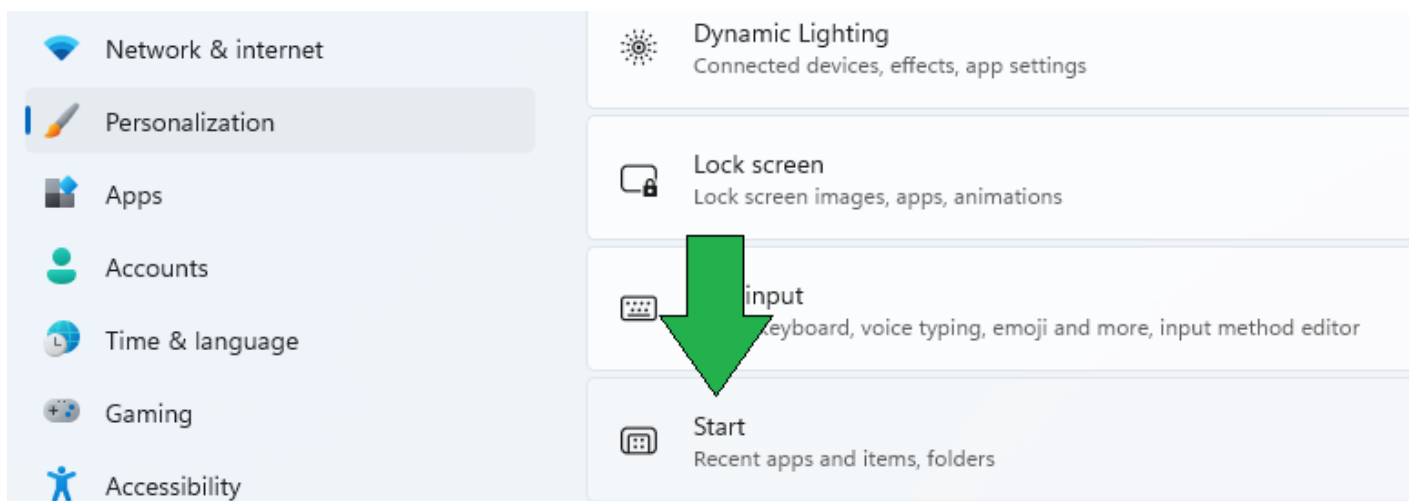 Network & internet
Personalization
Apps
Accounts
Time & language
Gaming
Accessibility
Dynamic Lighting
Connected devices, effects, app settings
Lock screen
Lock screen images, apps, animations
input
keyboard, voice typing, emoji and more, input method editor
Start
Recent apps and items, folders